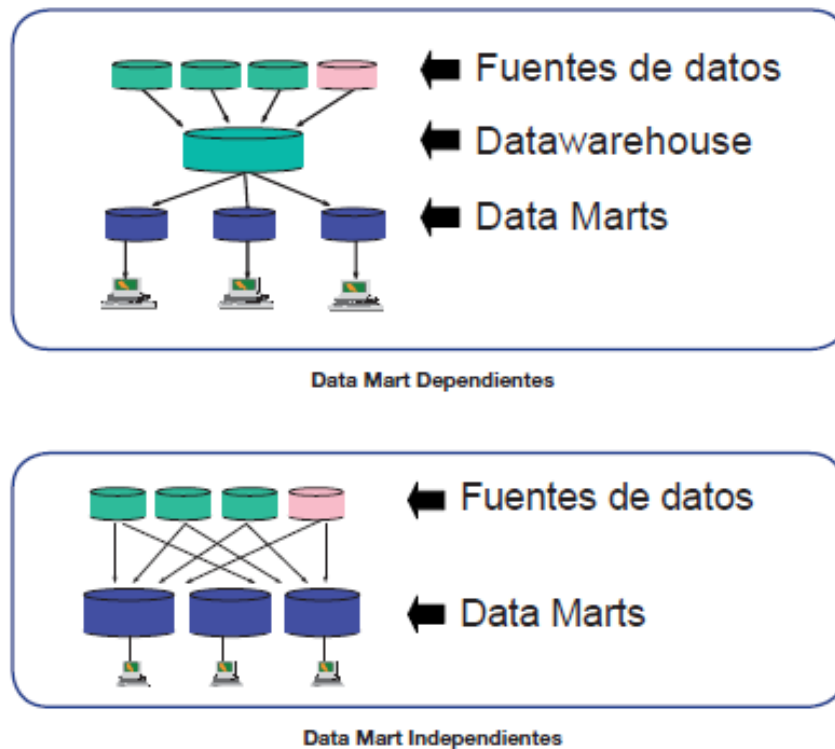 Fuentes de datos
Datawarehouse
Data Marts
Data Mart Dependientes
Fuentes de datos
Data Marts
Data Mart Independientes